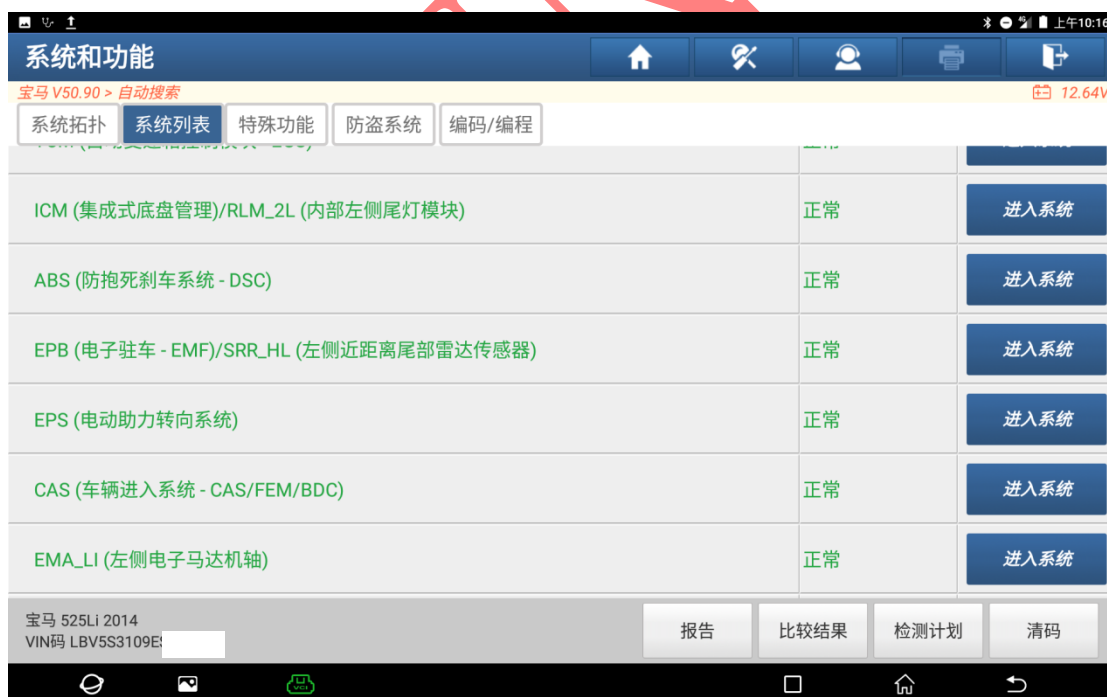 上午10:16
系统和功能
宝马 V50.90 > 自动搜索
12.64V
系统拓扑 系统列表 特殊功能 防盗系统 编码/编程
ICM (集成式底盘管理)/RLM_2L (内部左侧尾灯模块) 正常 进入系统
ABS (防抱死刹车系统 - DSC) 正常 进入系统
EPB (电子驻车 - EMF)/SRR_HL (左侧近距离尾部雷达传感器) 正常 进入系统
EPS (电动助力转向系统) 正常 进入系统
CAS (车辆进入系统 - CAS/FEM/BDC) 正常 进入系统
EMA_LI (左侧电子马达机轴) 正常 进入系统
宝马 525Li 2014
VIN码 LBV5S3109E
报告 比较结果 检测计划 清码
VCI